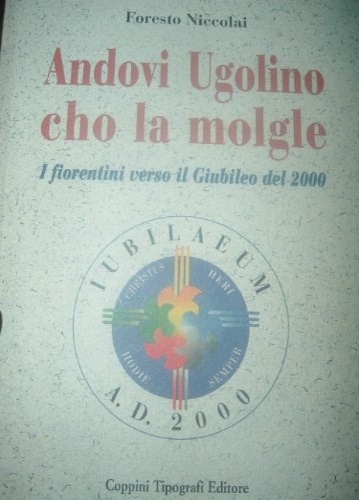 Foresto Niccolai
Andovi Ugolino
cho la molgle
I fiorentini verso il Giubileo del 2000
IUBILAEUM
CHRISTUS HERI
HODIE SEMPER
A. D. 2000
Coppini Tipografi Editore